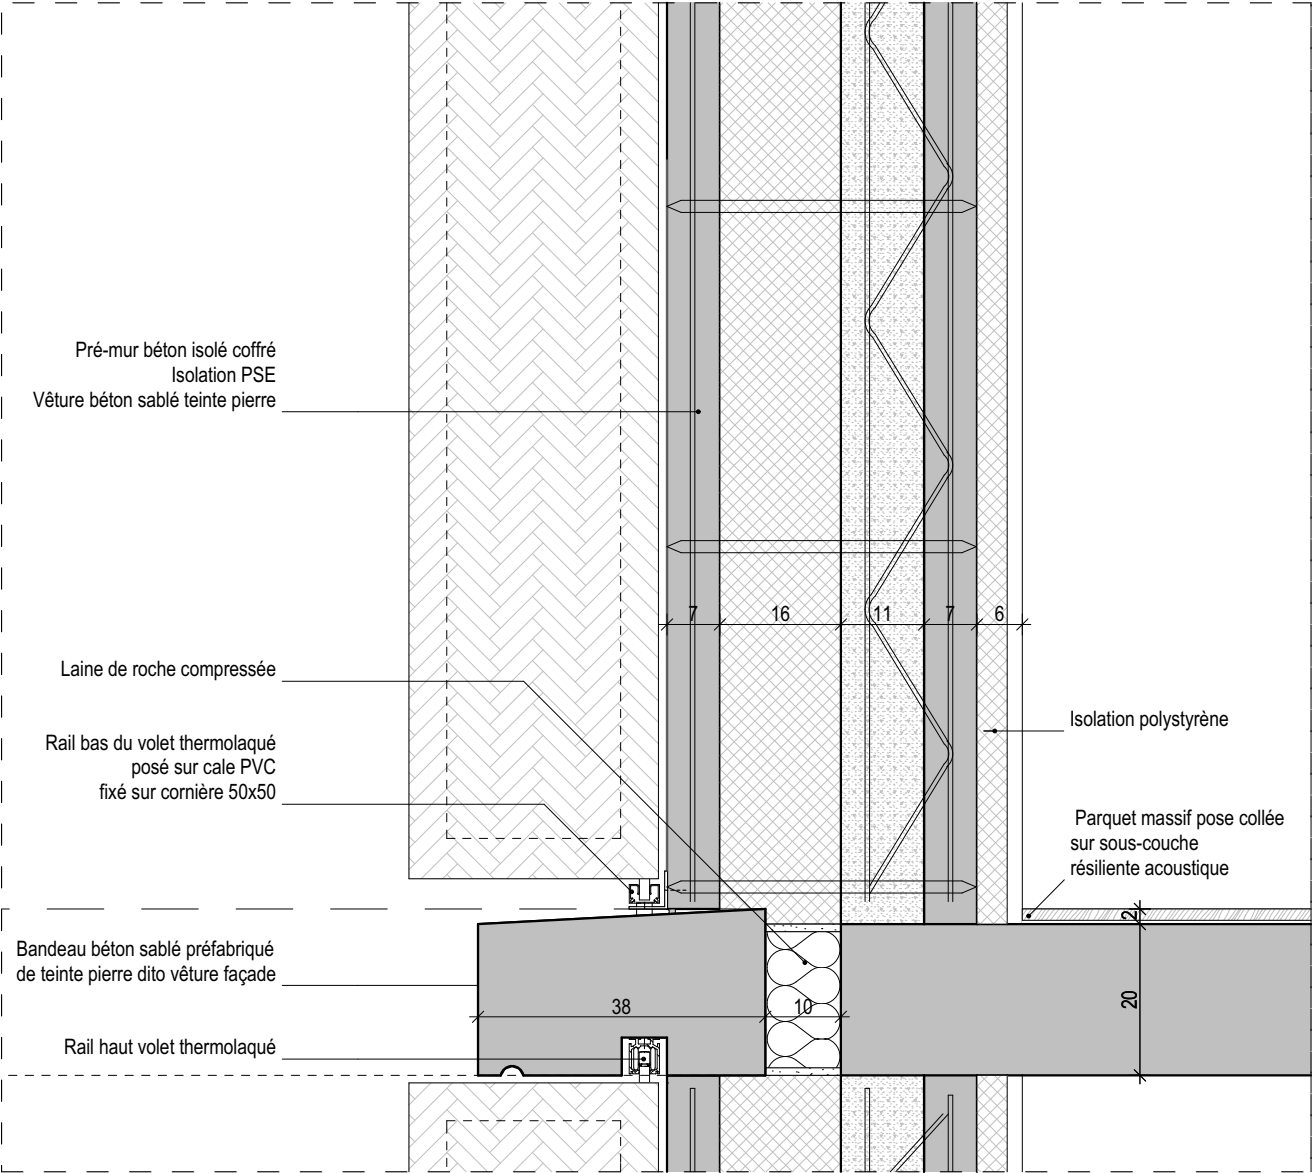 Pré-mur béton isolé coffré
Isolation PSE
Vêture béton sablé teinte pierre
7 16 11 7 6
Laine de roche compressée
Isolation polystyrène
Rail bas du volet thermolaqué
posé sur cale PVC
fixé sur cornière 50x50
Parquet massif pose collée
sur sous-couche
résiliente acoustique
2
Bandeau béton sablé préfabriqué
de teinte pierre dito vêture façade
38 10
20
Rail haut volet thermolaqué